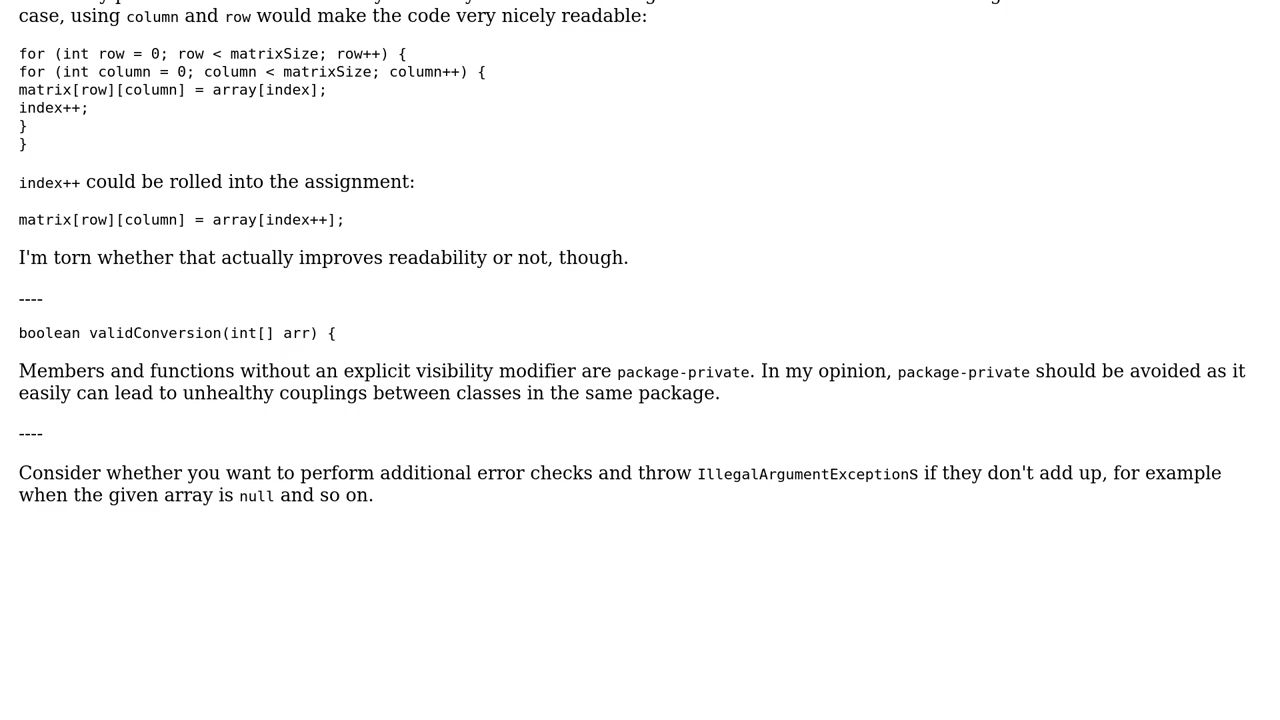 case, using column and row would make the code very nicely readable:
for (int row = 0; row < matrixSize; row++) {
for (int column = 0; column < matrixSize; column++) {
matrix[row][column] = array[index];
index++;
}
}
index++ could be rolled into the assignment:
matrix[row][column] = array[index++];
I'm torn whether that actually improves readability or not, though.
----
boolean validConversion(int[] arr) {
Members and functions without an explicit visibility modifier are package-private. In my opinion, package-private should be avoided as it
easily can lead to unhealthy couplings between classes in the same package.
----
Consider whether you want to perform additional error checks and throw IllegalArgumentExceptions if they don't add up, for example
when the given array is null and so on.